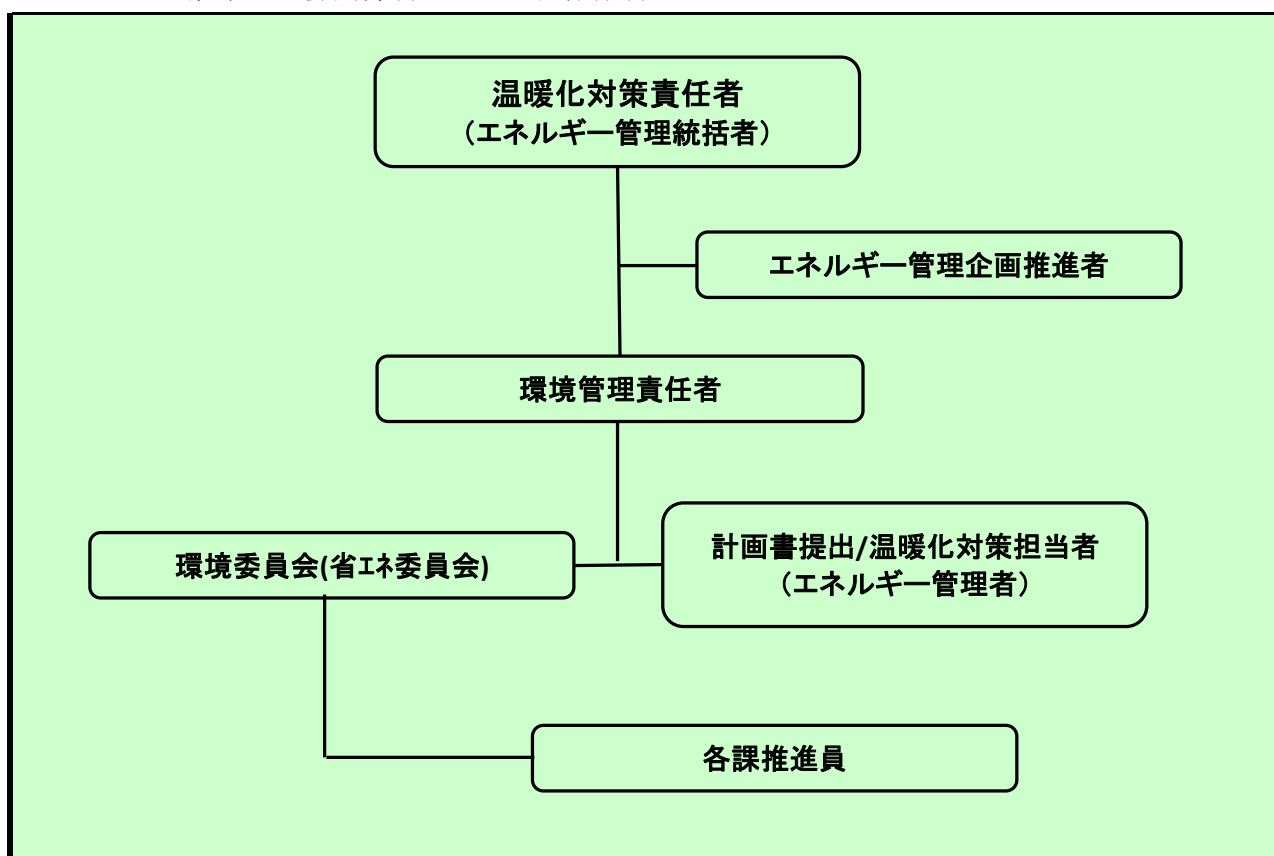 温暖化対策責任者
（エネルギー管理統括者）
エネルギー管理企画推進者
環境管理責任者
環境委員会(省ｴﾈ委員会)
計画書提出/温暖化対策担当者
（エネルギー管理者）
各課推進員